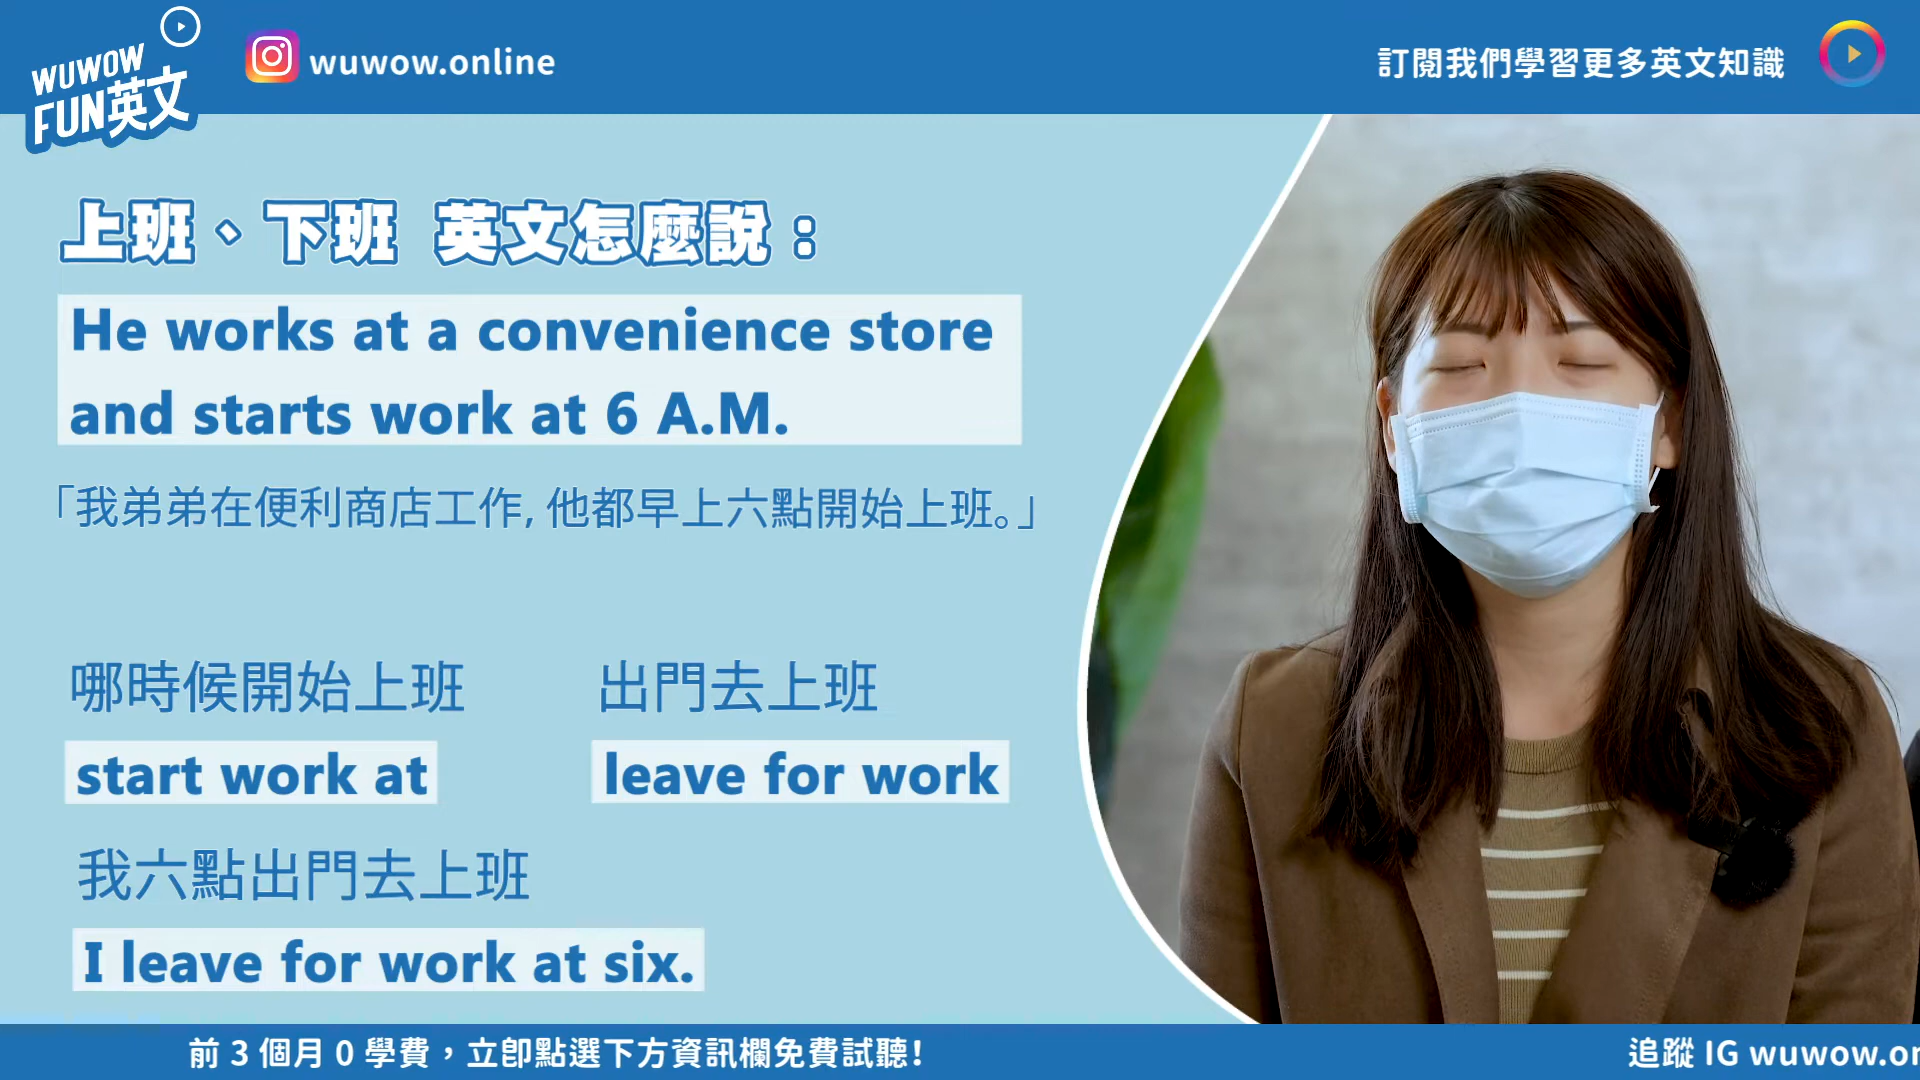 WUWOW
FUN英文
wuwow.online
訂閱我們學習更多英文知識
上班、下班 英文怎麼說：
He works at a convenience store
and starts work at 6 A.M.
「我弟弟在便利商店工作, 他都早上六點開始上班。」
哪時候開始上班
出門去上班
start work at
leave for work
我六點出門去上班
I leave for work at six.
前 3 個月 0 學費，立即點選下方資訊欄免費試聽!
追蹤 IG wuwow.or